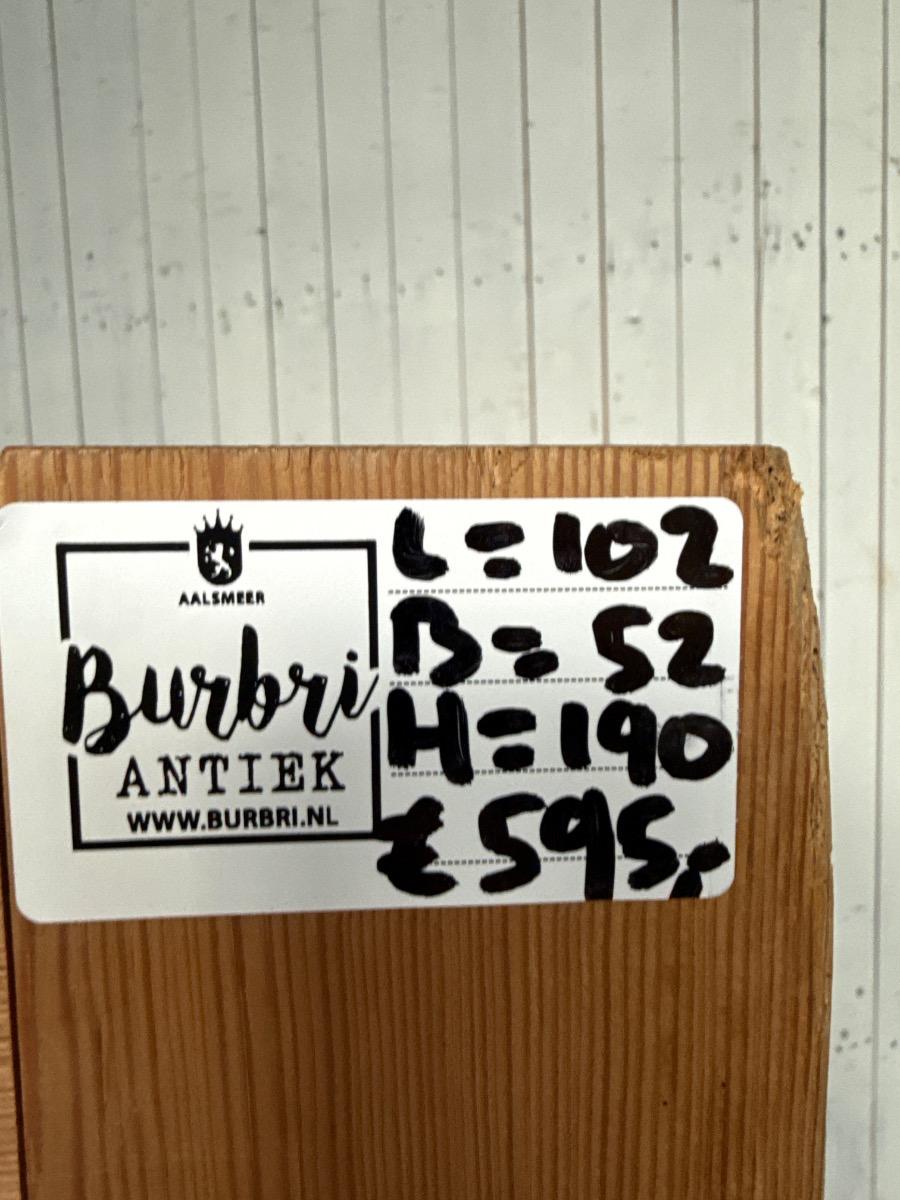 AALSMEER
Burbri
ANTIEK
WWW.BURBRI.NL
L = 102
B = 52
H = 190
€ 595,-